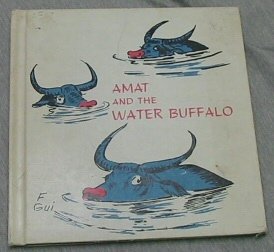 AMAT
AND THE
WATER BUFFALO
F.
Gui